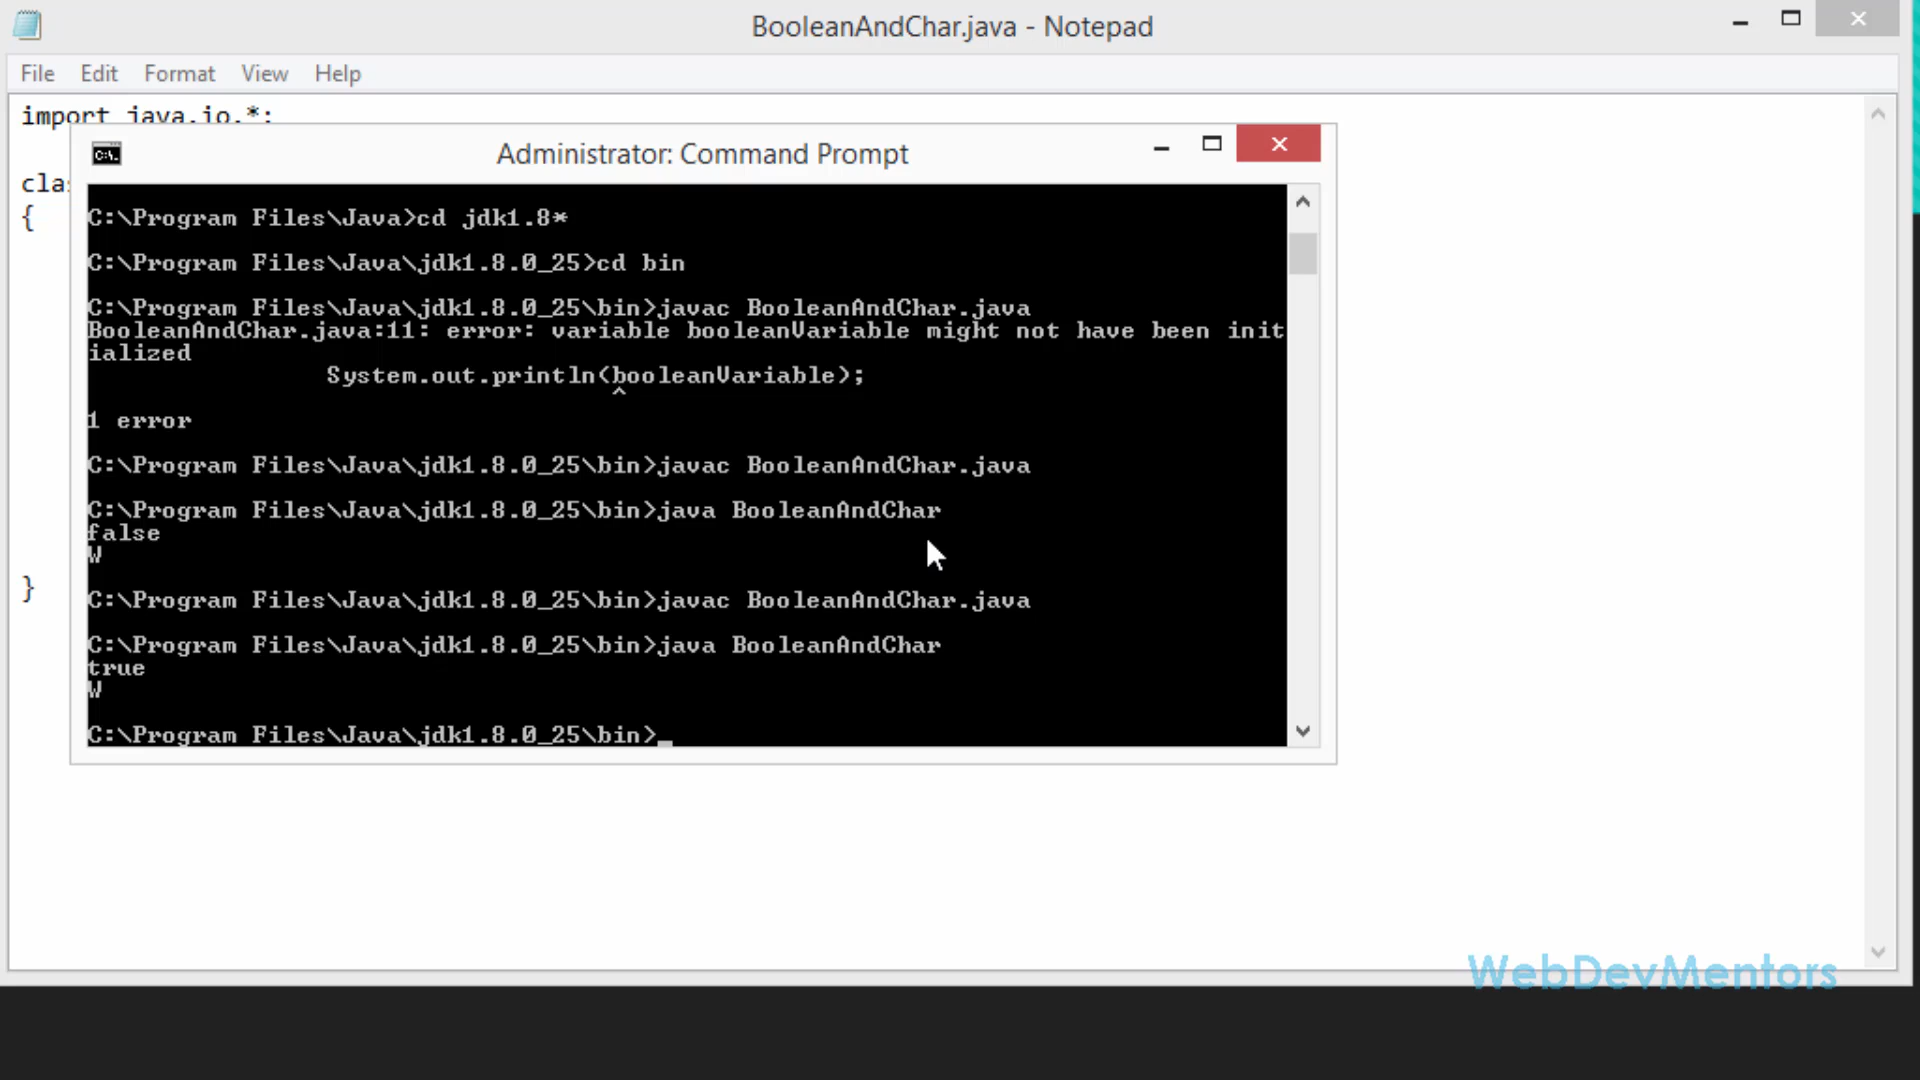 BooleanAndChar.java - Notepad
File Edit Format View Help
import java.io.*;
Administrator: Command Prompt
clas
{
C:\Program Files\Java>cd jdk1.8*
C:\Program Files\Java\jdk1.8.0_25>cd bin
C:\Program Files\Java\jdk1.8.0_25\bin>javac BooleanAndChar.java
BooleanAndChar.java:11: error: variable booleanVariable might not have been init
ialized
System.out.println(booleanVariable);
^
1 error
C:\Program Files\Java\jdk1.8.0_25\bin>javac BooleanAndChar.java
C:\Program Files\Java\jdk1.8.0_25\bin>java BooleanAndChar
false
W
}
C:\Program Files\Java\jdk1.8.0_25\bin>javac BooleanAndChar.java
C:\Program Files\Java\jdk1.8.0_25\bin>java BooleanAndChar
true
W
C:\Program Files\Java\jdk1.8.0_25\bin>_
WebDevMentors